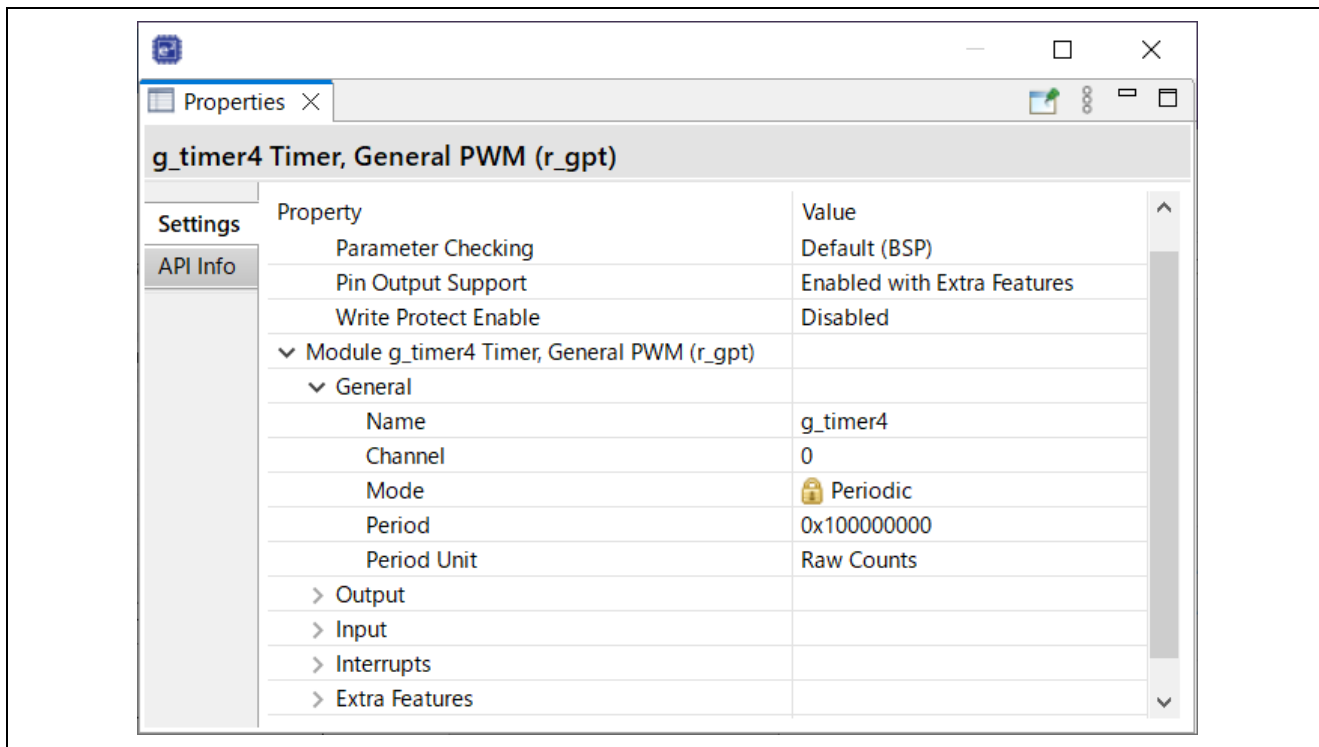 Properties
g_timer4 Timer, General PWM (r_gpt)
Settings
API Info
Property Value
Parameter Checking Default (BSP)
Pin Output Support Enabled with Extra Features
Write Protect Enable Disabled
Module g_timer4 Timer, General PWM (r_gpt)
General
Name g_timer4
Channel 0
Mode Periodic
Period 0x100000000
Period Unit Raw Counts
Output
Input
Interrupts
Extra Features